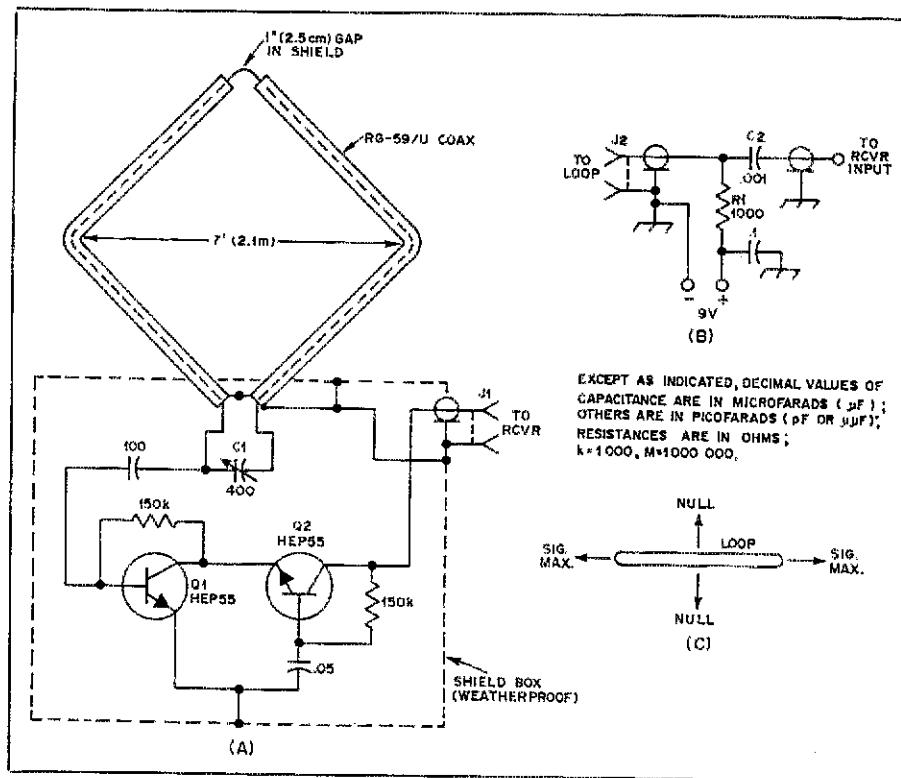 1" (2.5cm) GAP
IN SHIELD
RG-59/U COAX
7' (2.1m)
J2
TO
LOOP
C2
.001
TO
RCVR
INPUT
R1
1000
.1
-
+
9V
(B)
EXCEPT AS INDICATED, DECIMAL VALUES OF
CAPACITANCE ARE IN MICROFARADS (µF);
OTHERS ARE IN PICOFARADS (pF OR µµF);
RESISTANCES ARE IN OHMS;
k=1000, M=1000 000.
J1
TO
RCVR
100
C1
400
150k
Q1
HEP55
Q2
HEP55
150k
.05
SHIELD BOX
(WEATHERPROOF)
(A)
NULL
LOOP
SIG.
MAX.
SIG.
MAX.
NULL
(C)